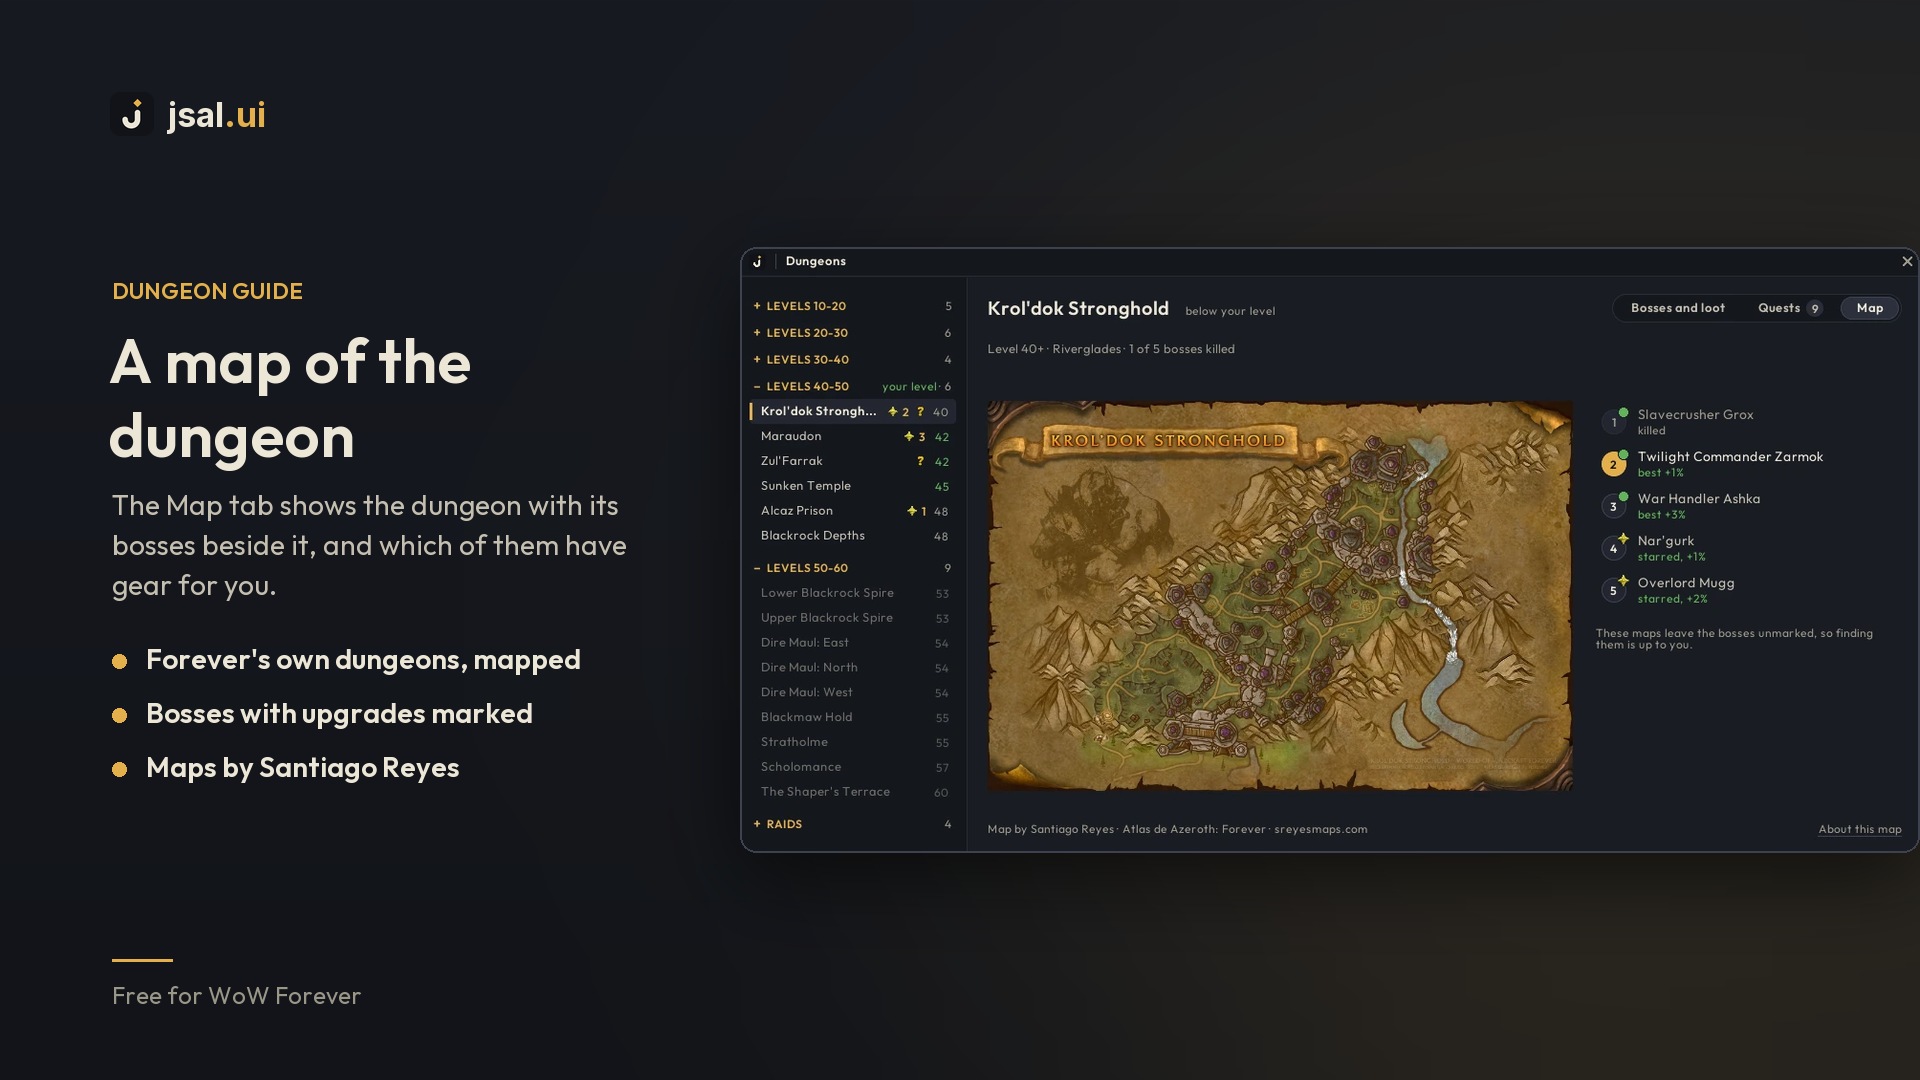 jsal.ui
DUNGEON GUIDE
A map of the
dungeon
The Map tab shows the dungeon with its
bosses beside it, and which of them have
gear for you.
Forever's own dungeons, mapped
Bosses with upgrades marked
Maps by Santiago Reyes
Free for WoW Forever
Dungeons
+ LEVELS 10-20 5
+ LEVELS 20-30 6
+ LEVELS 30-40 4
– LEVELS 40-50 your level · 6
Krol'dok Strongh... 2 ? 40
Maraudon 3 42
Zul'Farrak ? 42
Sunken Temple 45
Alcaz Prison 1 48
Blackrock Depths 48
– LEVELS 50-60 9
Lower Blackrock Spire 53
Upper Blackrock Spire 53
Dire Maul: East 54
Dire Maul: North 54
Dire Maul: West 54
Blackmaw Hold 55
Stratholme 55
Scholomance 57
The Shaper's Terrace 60
+ RAIDS 4
Krol'dok Stronghold below your level
Bosses and loot Quests 9 Map
Level 40+ · Riverglades · 1 of 5 bosses killed
KROL'DOK STRONGHOLD
1 Slavecrusher Grox
killed
2 Twilight Commander Zarmok
best +1%
3 War Handler Ashka
best +3%
4 Nar'gurk
starred, +1%
5 Overlord Mugg
starred, +2%
These maps leave the bosses unmarked, so finding
them is up to you.
Map by Santiago Reyes · Atlas de Azeroth: Forever · sreyesmaps.com
About this map